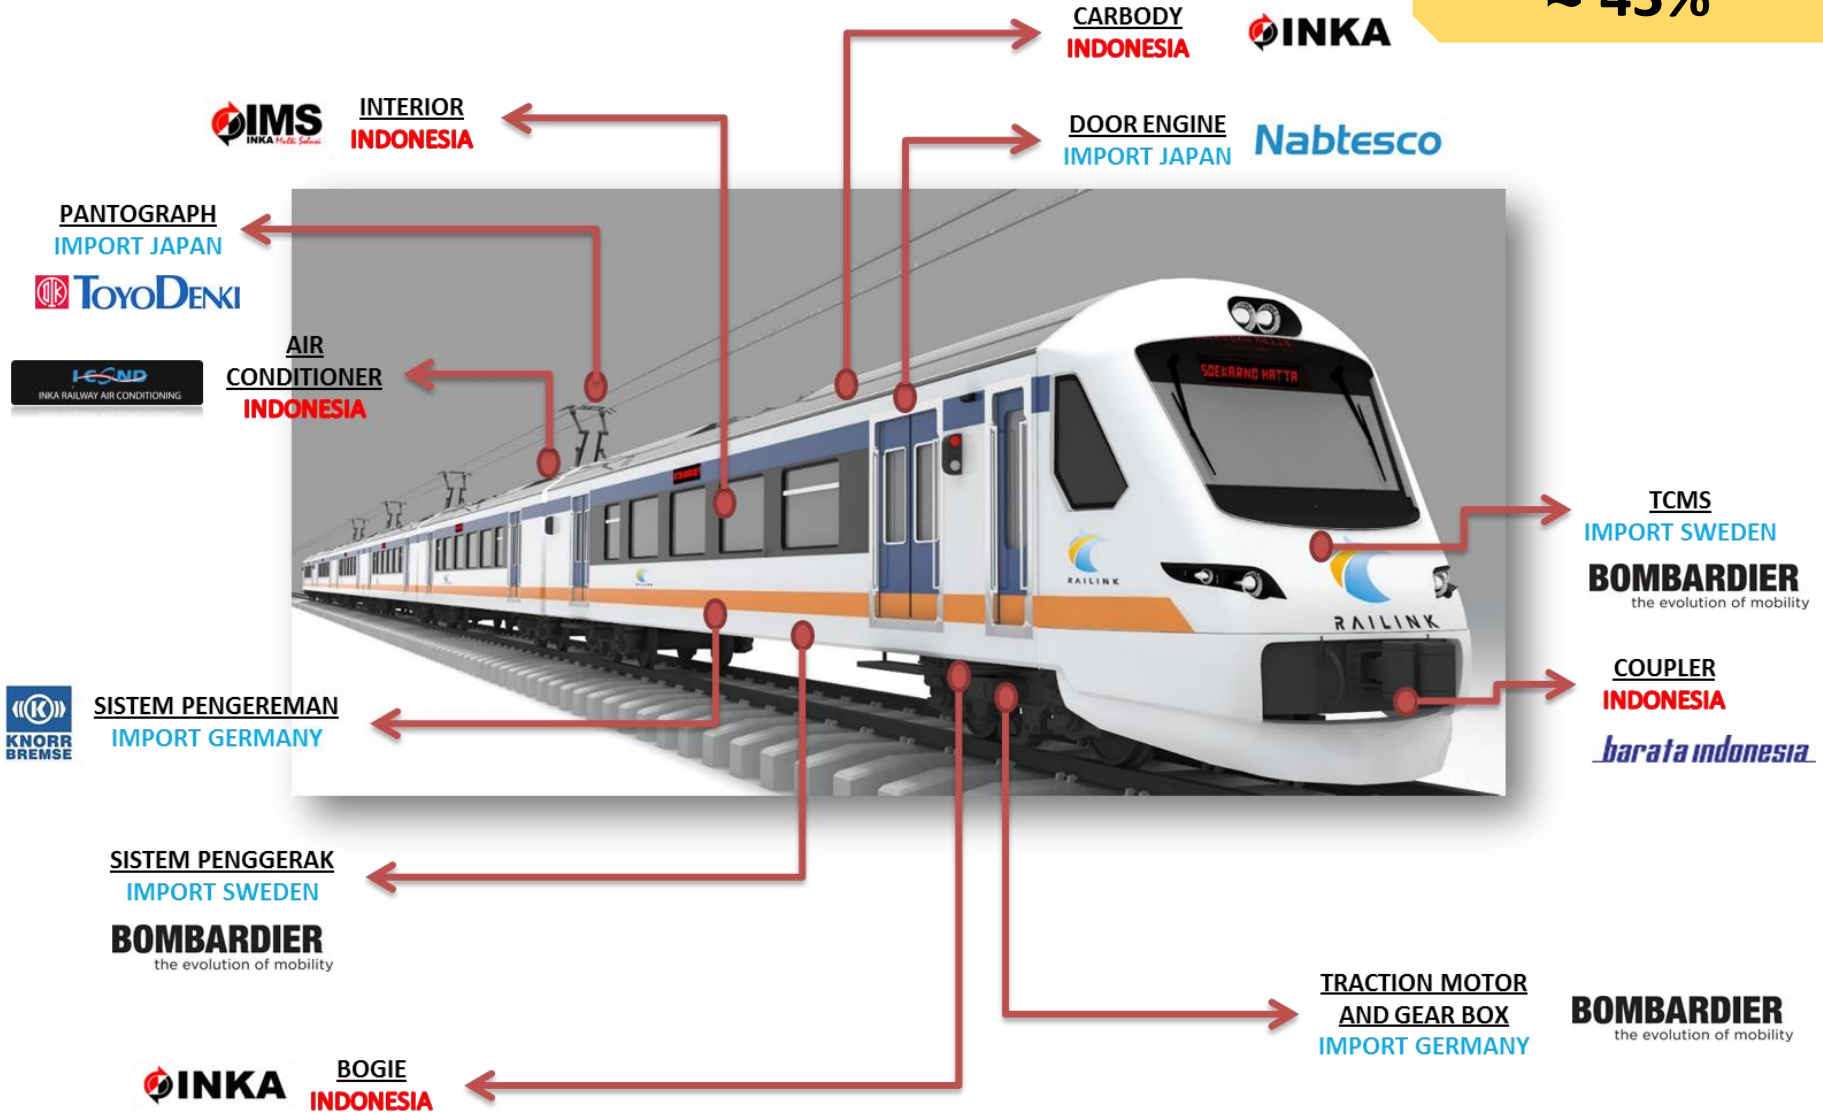 ≈ 45%
CARBODY
INDONESIA
INKA
IMS
INKA Multi Solusi
INTERIOR
INDONESIA
DOOR ENGINE
IMPORT JAPAN
Nabtesco
PANTOGRAPH
IMPORT JAPAN
TOYO DENKI
AIR
CONDITIONER
INDONESIA
INKA RAILWAY AIR CONDITIONING
SOEKARNO HATTA
RAILINK
RAILINK
RAILINK
TCMS
IMPORT SWEDEN
BOMBARDIER
the evolution of mobility
COUPLER
INDONESIA
barata indonesia
SISTEM PENGEREMAN
IMPORT GERMANY
K
KNORR
BREMSE
SISTEM PENGGERAK
IMPORT SWEDEN
BOMBARDIER
the evolution of mobility
TRACTION MOTOR
AND GEAR BOX
IMPORT GERMANY
BOMBARDIER
the evolution of mobility
INKA
BOGIE
INDONESIA